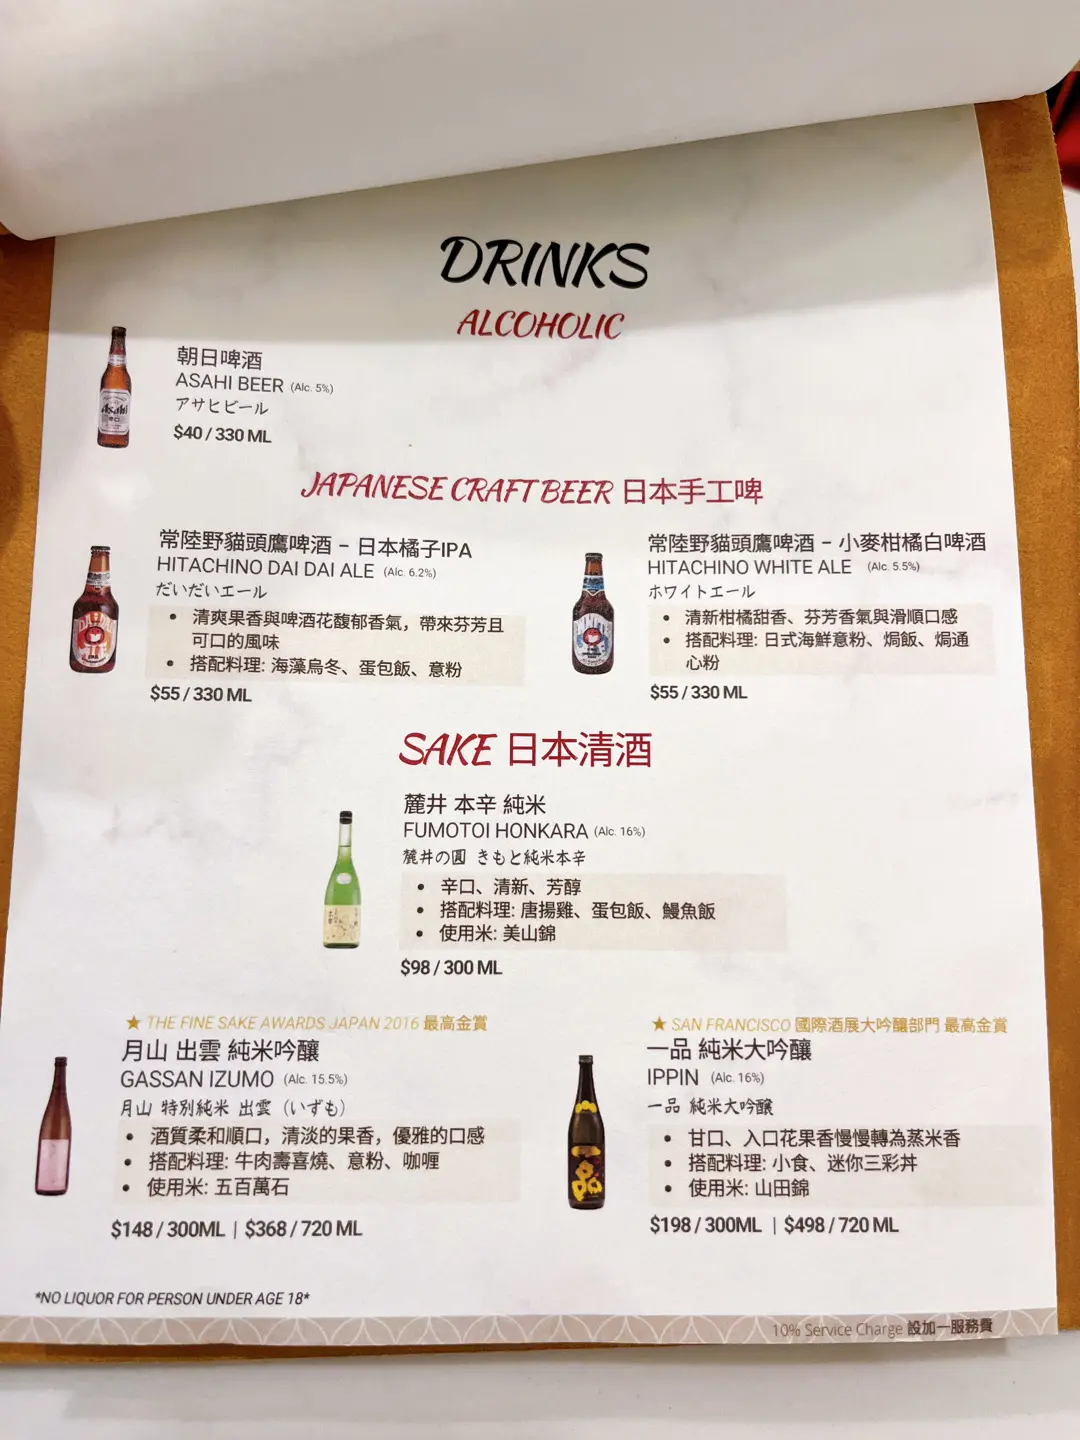 DRINKS
ALCOHOLIC
Asahi
朝日啤酒
ASAHI BEER (Alc. 5%)
アサヒビール
$40 / 330 ML
JAPANESE CRAFT BEER 日本手工啤
常陸野貓頭鷹啤酒 - 日本橘子IPA
HITACHINO DAI DAI ALE (Alc. 6.2%)
だいだいエール
• 清爽果香與啤酒花馥郁香氣，帶來芬芳且
可口的風味
• 搭配料理: 海藻烏冬、蛋包飯、意粉
$55 / 330 ML
常陸野貓頭鷹啤酒 - 小麥柑橘白啤酒
HITACHINO WHITE ALE (Alc. 5.5%)
ホワイトエール
• 清新柑橘甜香、芬芳香氣與滑順口感
• 搭配料理: 日式海鮮意粉、焗飯、焗通
心粉
$55 / 330 ML
SAKE 日本清酒
麓井 本辛 純米
FUMOTOI HONKARA (Alc. 16%)
麓井の圓 きもと純米本辛
• 辛口、清新、芳醇
• 搭配料理: 唐揚雞、蛋包飯、鰻魚飯
• 使用米: 美山錦
$98 / 300 ML
★ THE FINE SAKE AWARDS JAPAN 2016 最高金賞
月山 出雲 純米吟釀
GASSAN IZUMO (Alc. 15.5%)
月山 特別純米 出雲（いずも）
• 酒質柔和順口，清淡的果香，優雅的口感
• 搭配料理: 牛肉壽喜燒、意粉、咖喱
• 使用米: 五百萬石
$148 / 300ML | $368 / 720 ML
★ SAN FRANCISCO 國際酒展大吟釀部門 最高金賞
一品 純米大吟釀
IPPIN (Alc. 16%)
一品 純米大吟醸
• 甘口、入口花果香慢慢轉為蒸米香
• 搭配料理: 小食、迷你三彩丼
• 使用米: 山田錦
$198 / 300ML | $498 / 720 ML
一品
*NO LIQUOR FOR PERSON UNDER AGE 18*
10% Service Charge 設加一服務費